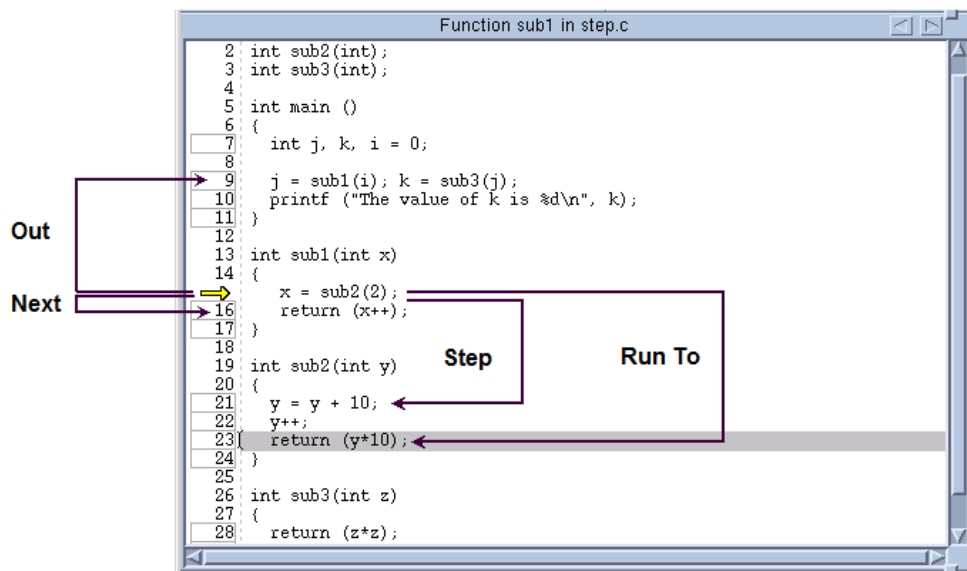 Function sub1 in step.c
2 int sub2(int);
3 int sub3(int);
4
5 int main ()
6 {
7 int j, k, i = 0;
8
9 j = sub1(i); k = sub3(j);
10 printf ("The value of k is %d\n", k);
11 }
12
13 int sub1(int x)
14 {
x = sub2(2);
16 return (x++);
17 }
18
19 int sub2(int y)
20 {
21 y = y + 10;
22 y++;
23 return (y*10);
24 }
25
26 int sub3(int z)
27 {
28 return (z*z);
Out
Next
Step
Run To